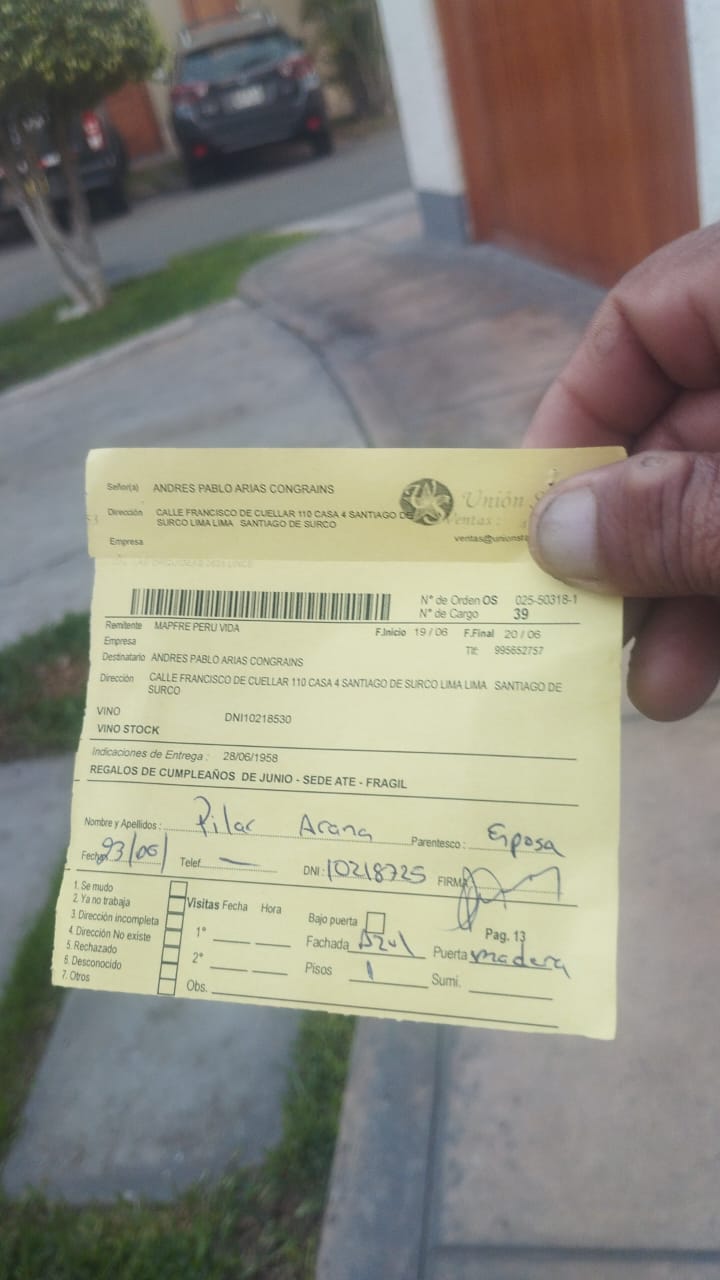 Señor(a) ANDRES PABLO ARIAS CONGRAINS
Dirección CALLE FRANCISCO DE CUELLAR 110 CASA 4 SANTIAGO DE
SURCO LIMA LIMA SANTIAGO DE SURCO
Empresa
Unión
Ventas :
N° de Orden OS 025-50318-1
N° de Cargo 39
Remitente MAPFRE PERU VIDA
F.Inicio 19 / 06 F.Final 20 / 06
Empresa
Tlf: 995652757
Destinatario ANDRES PABLO ARIAS CONGRAINS
Dirección CALLE FRANCISCO DE CUELLAR 110 CASA 4 SANTIAGO DE SURCO LIMA LIMA SANTIAGO DE
SURCO
VINO DNI10218530
VINO STOCK
Indicaciones de Entrega : 28/06/1958
REGALOS DE CUMPLEAÑOS DE JUNIO - SEDE ATE - FRAGIL
Nombre y Apellidos : Pilar Arana Parentesco : Esposa
Fecha 23/06/ Telef. DNI : 10218725 FIRMA
1. Se mudo
2. Ya no trabaja
3. Dirección incompleta
4. Dirección No existe
5. Rechazado
6. Desconocido
7. Otros
Visitas Fecha Hora
1°
2°
Obs.
Bajo puerta
Pag. 13
Fachada Azul Puerta madera
Pisos 1 Sumi.